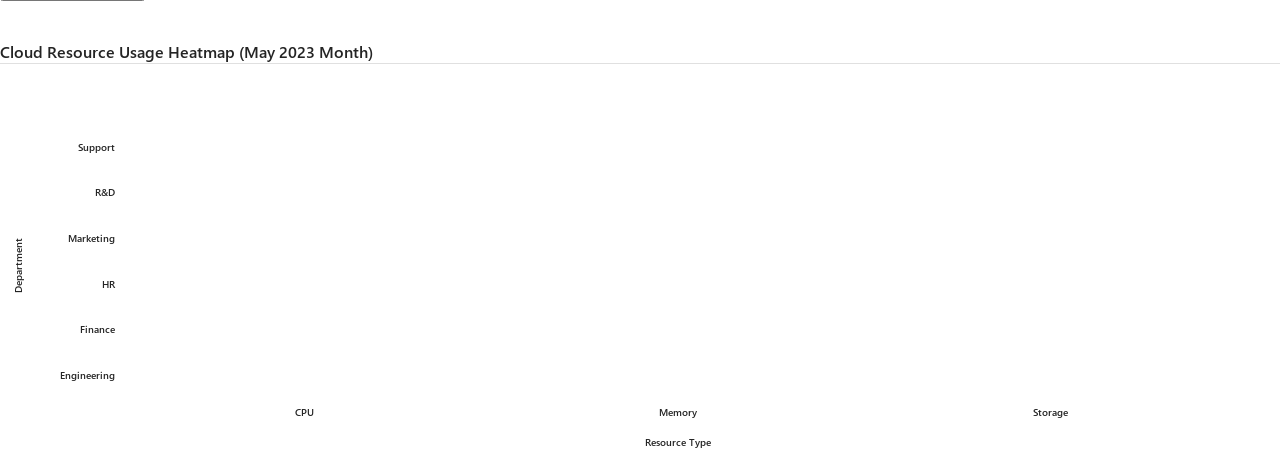 Cloud Resource Usage Heatmap (May 2023 Month)
Support
R&D
Marketing
HR
Finance
Engineering
Department
CPU
Memory
Storage
Resource Type